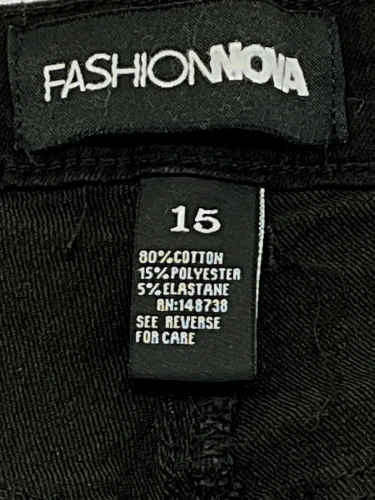 FASHIONNOVA
15
80%COTTON
15%POLYESTER
5%ELASTANE
RN:148738
SEE REVERSE
FOR CARE